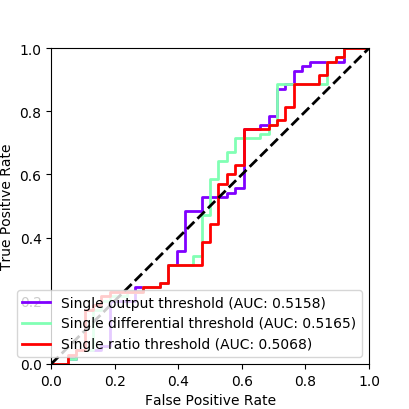 1.0
0.8
0.6
0.4
0.2
0.0
True Positive Rate
Single output threshold (AUC: 0.5158)
Single differential threshold (AUC: 0.5165)
Single ratio threshold (AUC: 0.5068)
0.0 0.2 0.4 0.6 0.8 1.0
False Positive Rate